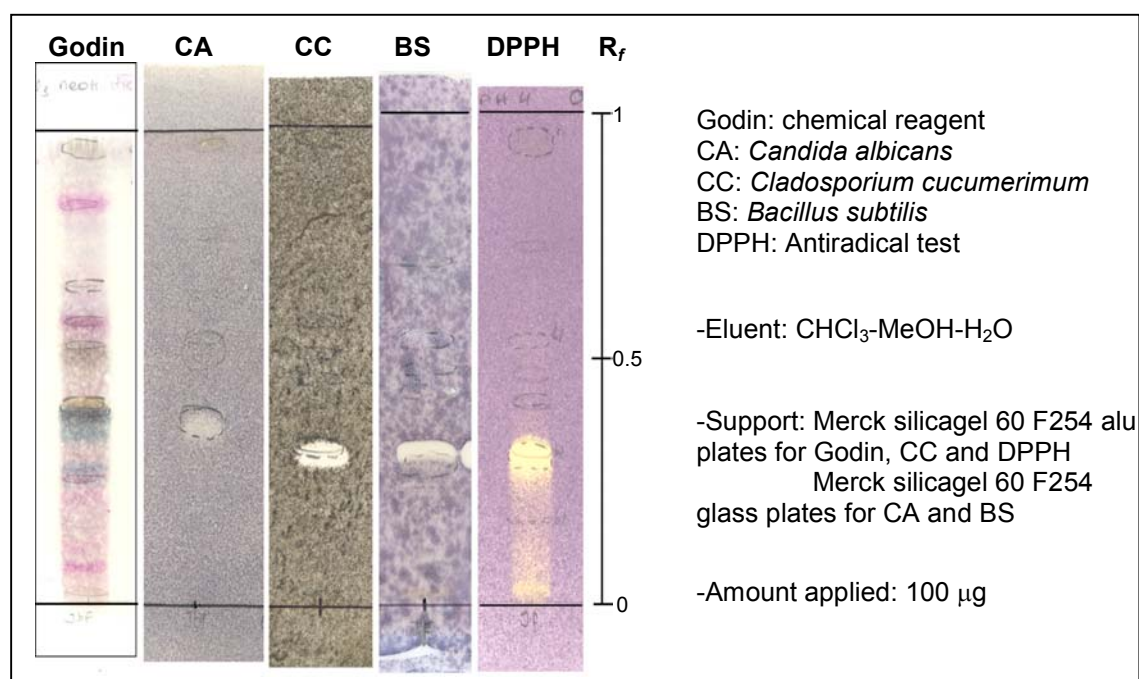 Godin CA CC BS DPPH Rf
1
0.5
0
Godin: chemical reagent
CA: Candida albicans
CC: Cladosporium cucumerimum
BS: Bacillus subtilis
DPPH: Antiradical test
-Eluent: CHCl₃-MeOH-H₂O
-Support: Merck silicagel 60 F254 alu
plates for Godin, CC and DPPH
Merck silicagel 60 F254
glass plates for CA and BS
-Amount applied: 100 μg